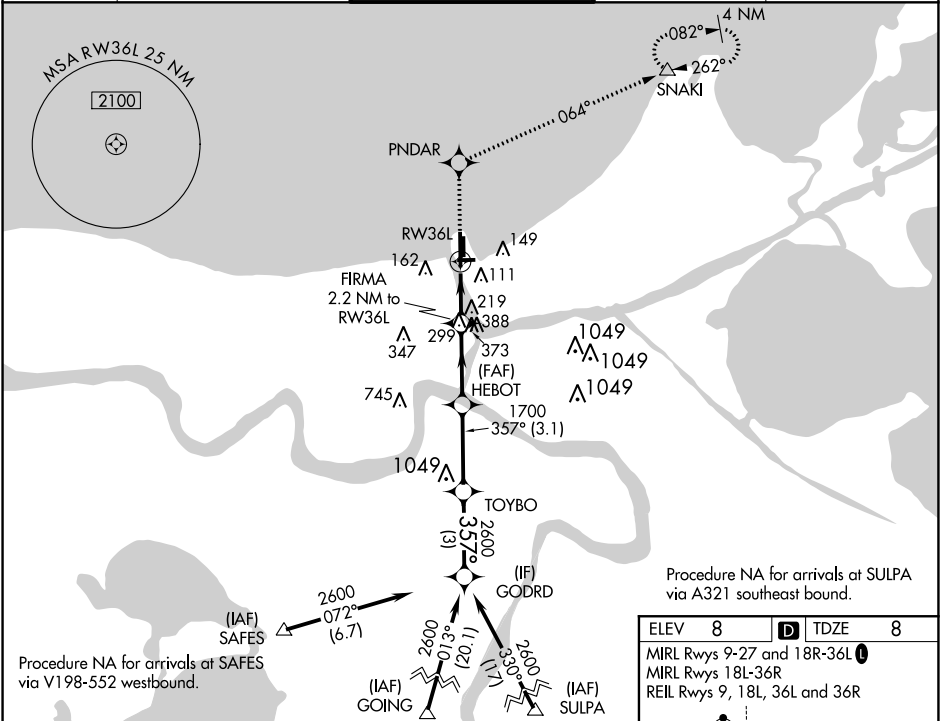 MSA RW36L 25 NM
2100
4 NM
082°
262°
SNAKI
064°
PNDAR
RW36L
149
162
111
FIRMA
2.2 NM to
RW36L
219
299
388
347
373
1049
1049
1049
(FAF)
HEBOT
745
1700
357° (3.1)
1049
TOYBO
2600
357°
(3)
(IF)
GODRD
Procedure NA for arrivals at SULPA
via A321 southeast bound.
2600
072°
(6.7)
(IAF)
SAFES
2600
013°
(20.1)
2600
330°
(17)
Procedure NA for arrivals at SAFES
via V198-552 westbound.
(IAF)
GOING
(IAF)
SULPA
ELEV 8 D TDZE 8
MIRL Rwys 9-27 and 18R-36L L
MIRL Rwys 18L-36R
REIL Rwys 9, 18L, 36L and 36R